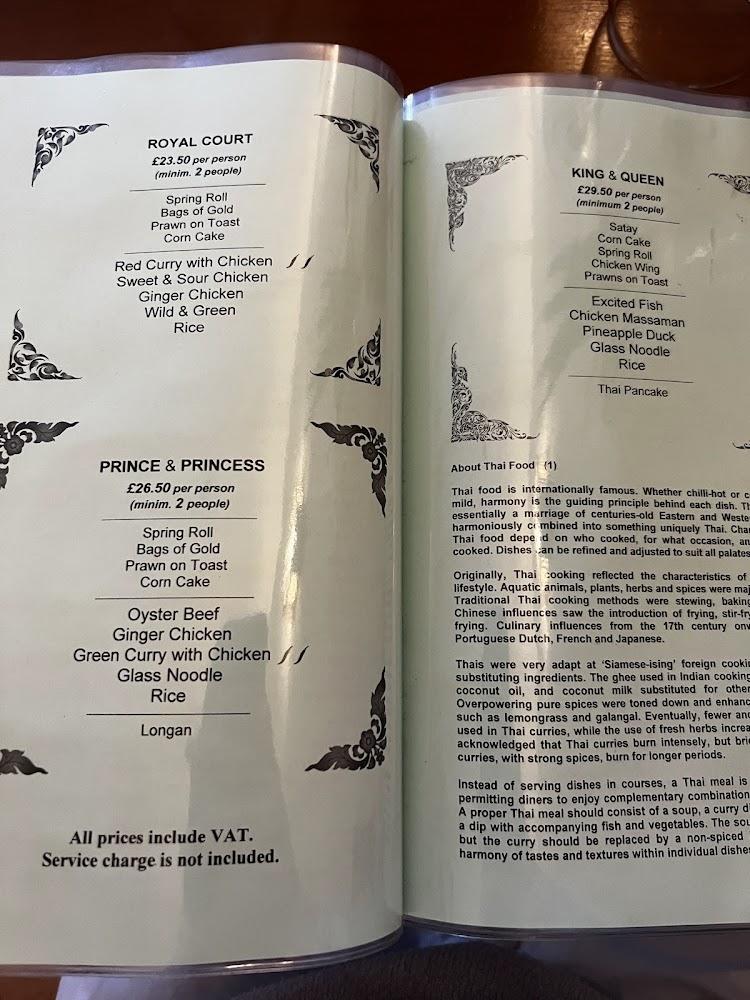 ROYAL COURT
£23.50 per person
(minim. 2 people)
Spring Roll
Bags of Gold
Prawn on Toast
Corn Cake
Red Curry with Chicken
Sweet & Sour Chicken
Ginger Chicken
Wild & Green
Rice
PRINCE & PRINCESS
£26.50 per person
(minim. 2 people)
Spring Roll
Bags of Gold
Prawn on Toast
Corn Cake
Oyster Beef
Ginger Chicken
Green Curry with Chicken
Glass Noodle
Rice
Longan
All prices include VAT.
Service charge is not included.
KING & QUEEN
£29.50 per person
(minimum 2 people)
Satay
Corn Cake
Spring Roll
Chicken Wing
Prawns on Toast
Excited Fish
Chicken Massaman
Pineapple Duck
Glass Noodle
Rice
Thai Pancake
About Thai Food (1)
Thai food is internationally famous. Whether chilli-hot or
mild, harmony is the guiding principle behind each dish.
essentially a marriage of centuries-old Eastern and
harmoniously combined into something uniquely Thai.
Thai food depend on who cooked, for what occasion,
cooked. Dishes can be refined and adjusted to suit all palates
Originally, Thai cooking reflected the characteristics of
lifestyle. Aquatic animals, plants, herbs and spices were
Traditional Thai cooking methods were stewing,
Chinese influences saw the introduction of frying,
frying. Culinary influences from the 17th century
Portuguese Dutch, French and Japanese.
Thais were very adapt at 'Siamese-ising' foreign
substituting ingredients. The ghee used in Indian cooking
coconut oil, and coconut milk substituted for other
Overpowering pure spices were toned down and
such as lemongrass and galangal. Eventually, fewer
used in Thai curries, while the use of fresh herbs
acknowledged that Thai curries burn intensely, but
curries, with strong spices, burn for longer periods.
Instead of serving dishes in courses, a Thai meal is
permitting diners to enjoy complementary
A proper Thai meal should consist of a soup, a curry
a dip with accompanying fish and vegetables. The
but the curry should be replaced by a non-spiced
harmony of tastes and textures within individual